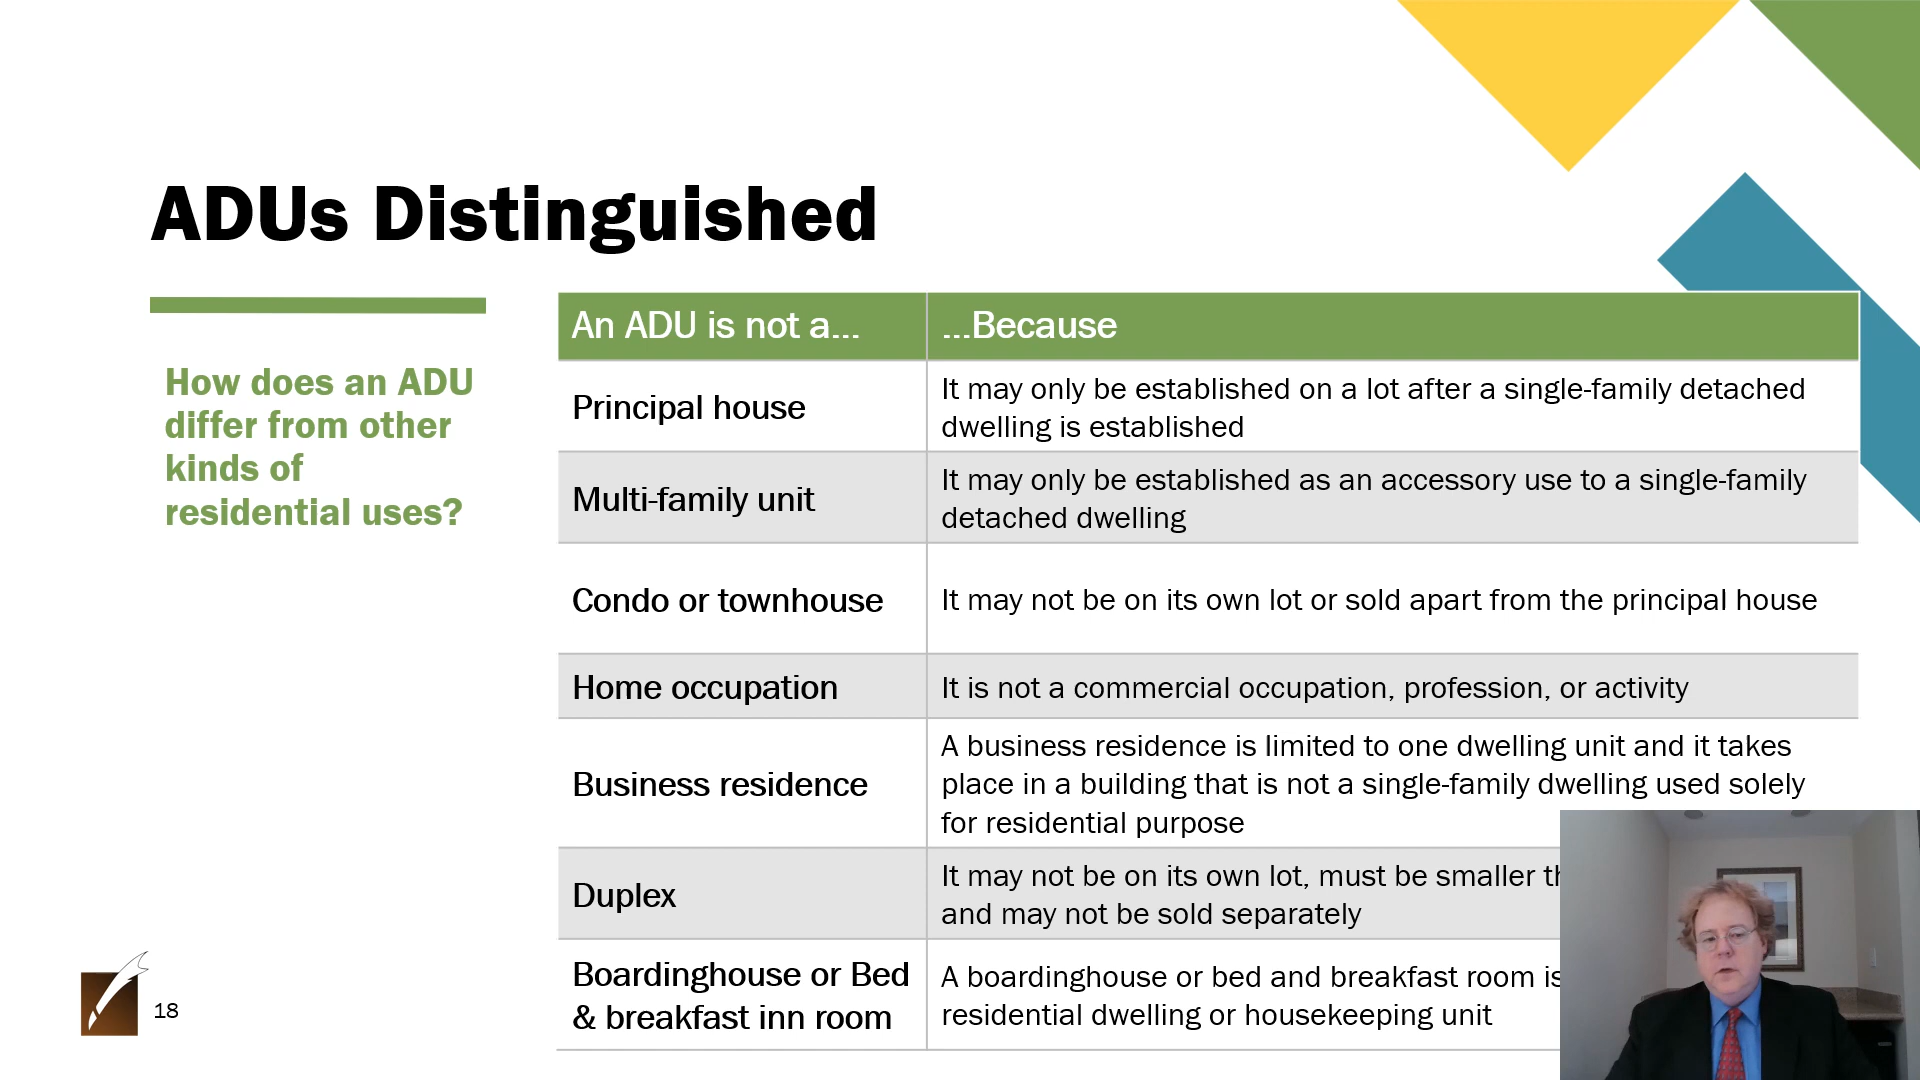 ADUs Distinguished
How does an ADU
differ from other
kinds of
residential uses?
An ADU is not a...
...Because
Principal house
It may only be established on a lot after a single-family detached
dwelling is established
Multi-family unit
It may only be established as an accessory use to a single-family
detached dwelling
Condo or townhouse
It may not be on its own lot or sold apart from the principal house
Home occupation
It is not a commercial occupation, profession, or activity
Business residence
A business residence is limited to one dwelling unit and it takes
place in a building that is not a single-family dwelling used solely
for residential purpose
Duplex
It may not be on its own lot, must be smaller
and may not be sold separately
Boardinghouse or Bed
& breakfast inn room
A boardinghouse or bed and breakfast room is
residential dwelling or housekeeping unit
18